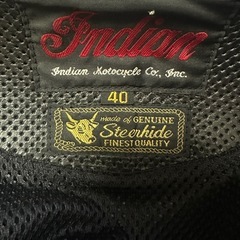 Indian
Indian Motocycle Co., Inc.
40
made of GENUINE
Steerhide
FINEST QUALITY